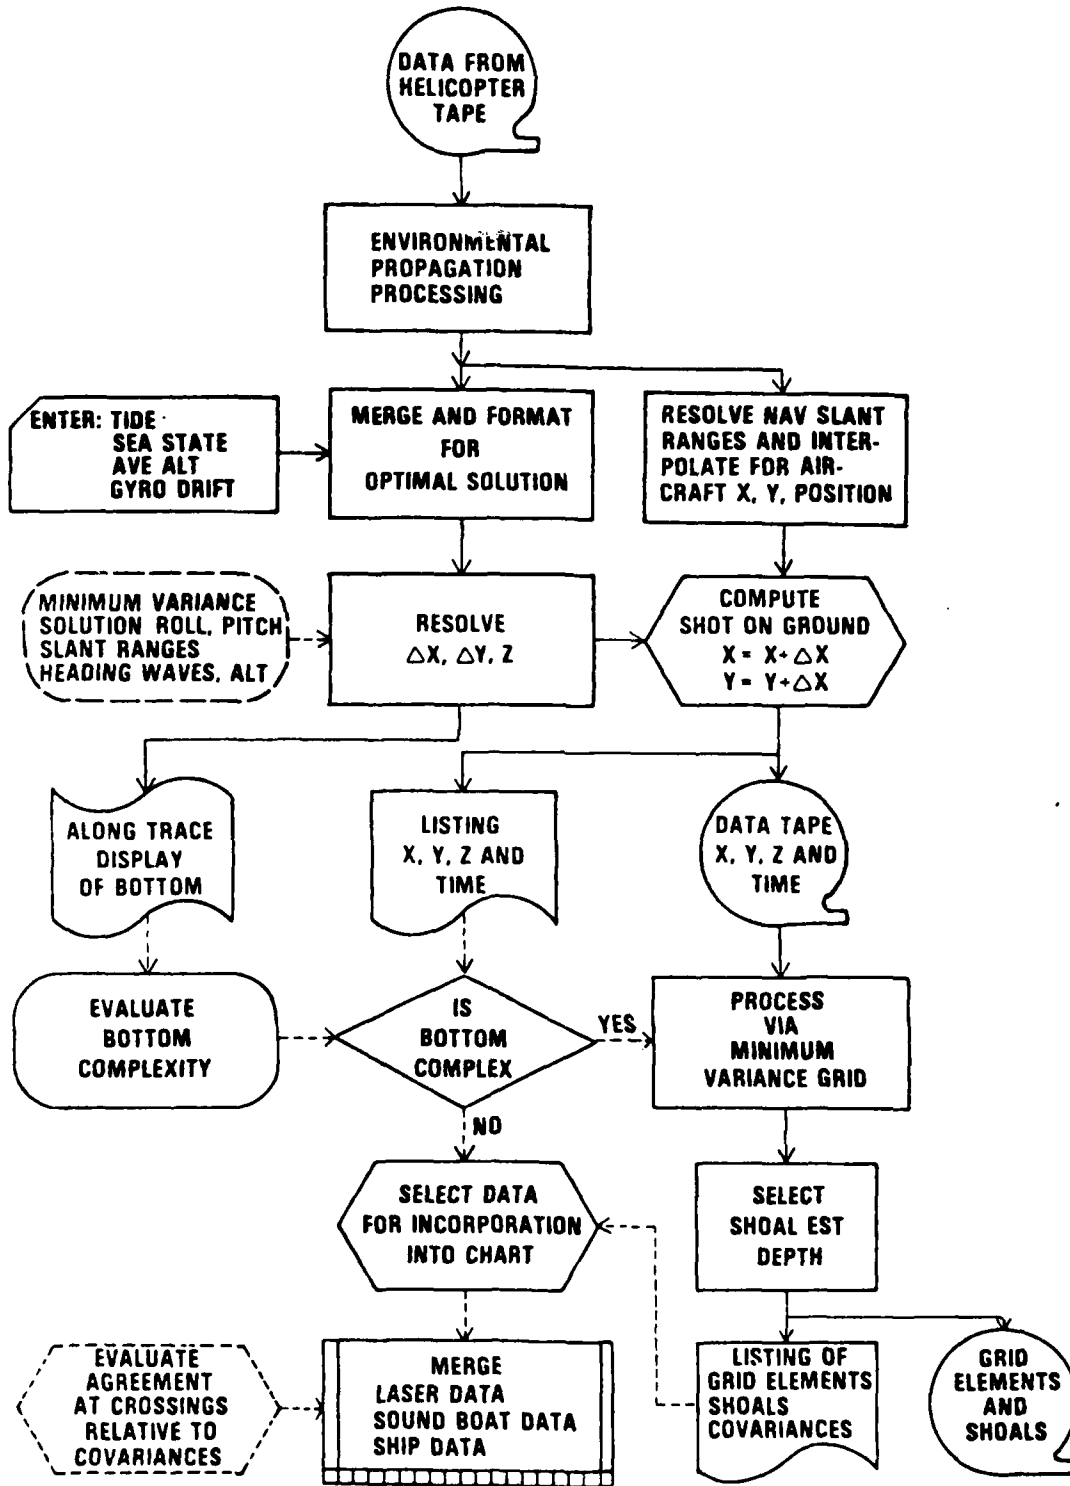 DATA FROM
HELICOPTER
TAPE
ENVIRONMENTAL
PROPAGATION
PROCESSING
ENTER: TIDE
SEA STATE
AVE ALT
GYRO DRIFT
MERGE AND FORMAT
FOR
OPTIMAL SOLUTION
RESOLVE NAV SLANT
RANGES AND INTER-
POLATE FOR AIR-
CRAFT X, Y, POSITION
MINIMUM VARIANCE
SOLUTION ROLL, PITCH
SLANT RANGES
HEADING WAVES, ALT
RESOLVE
△X, △Y, Z
COMPUTE
SHOT ON GROUND
X = X + △X
Y = Y + △X
ALONG TRACE
DISPLAY
OF BOTTOM
LISTING
X, Y, Z AND
TIME
DATA TAPE
X, Y, Z AND
TIME
EVALUATE
BOTTOM
COMPLEXITY
IS
BOTTOM
COMPLEX
YES
NO
PROCESS
VIA
MINIMUM
VARIANCE GRID
SELECT DATA
FOR INCORPORATION
INTO CHART
SELECT
SHOAL EST
DEPTH
EVALUATE
AGREEMENT
AT CROSSINGS
RELATIVE TO
COVARIANCES
MERGE
LASER DATA
SOUND BOAT DATA
SHIP DATA
LISTING OF
GRID ELEMENTS
SHOALS
COVARIANCES
GRID
ELEMENTS
AND
SHOALS